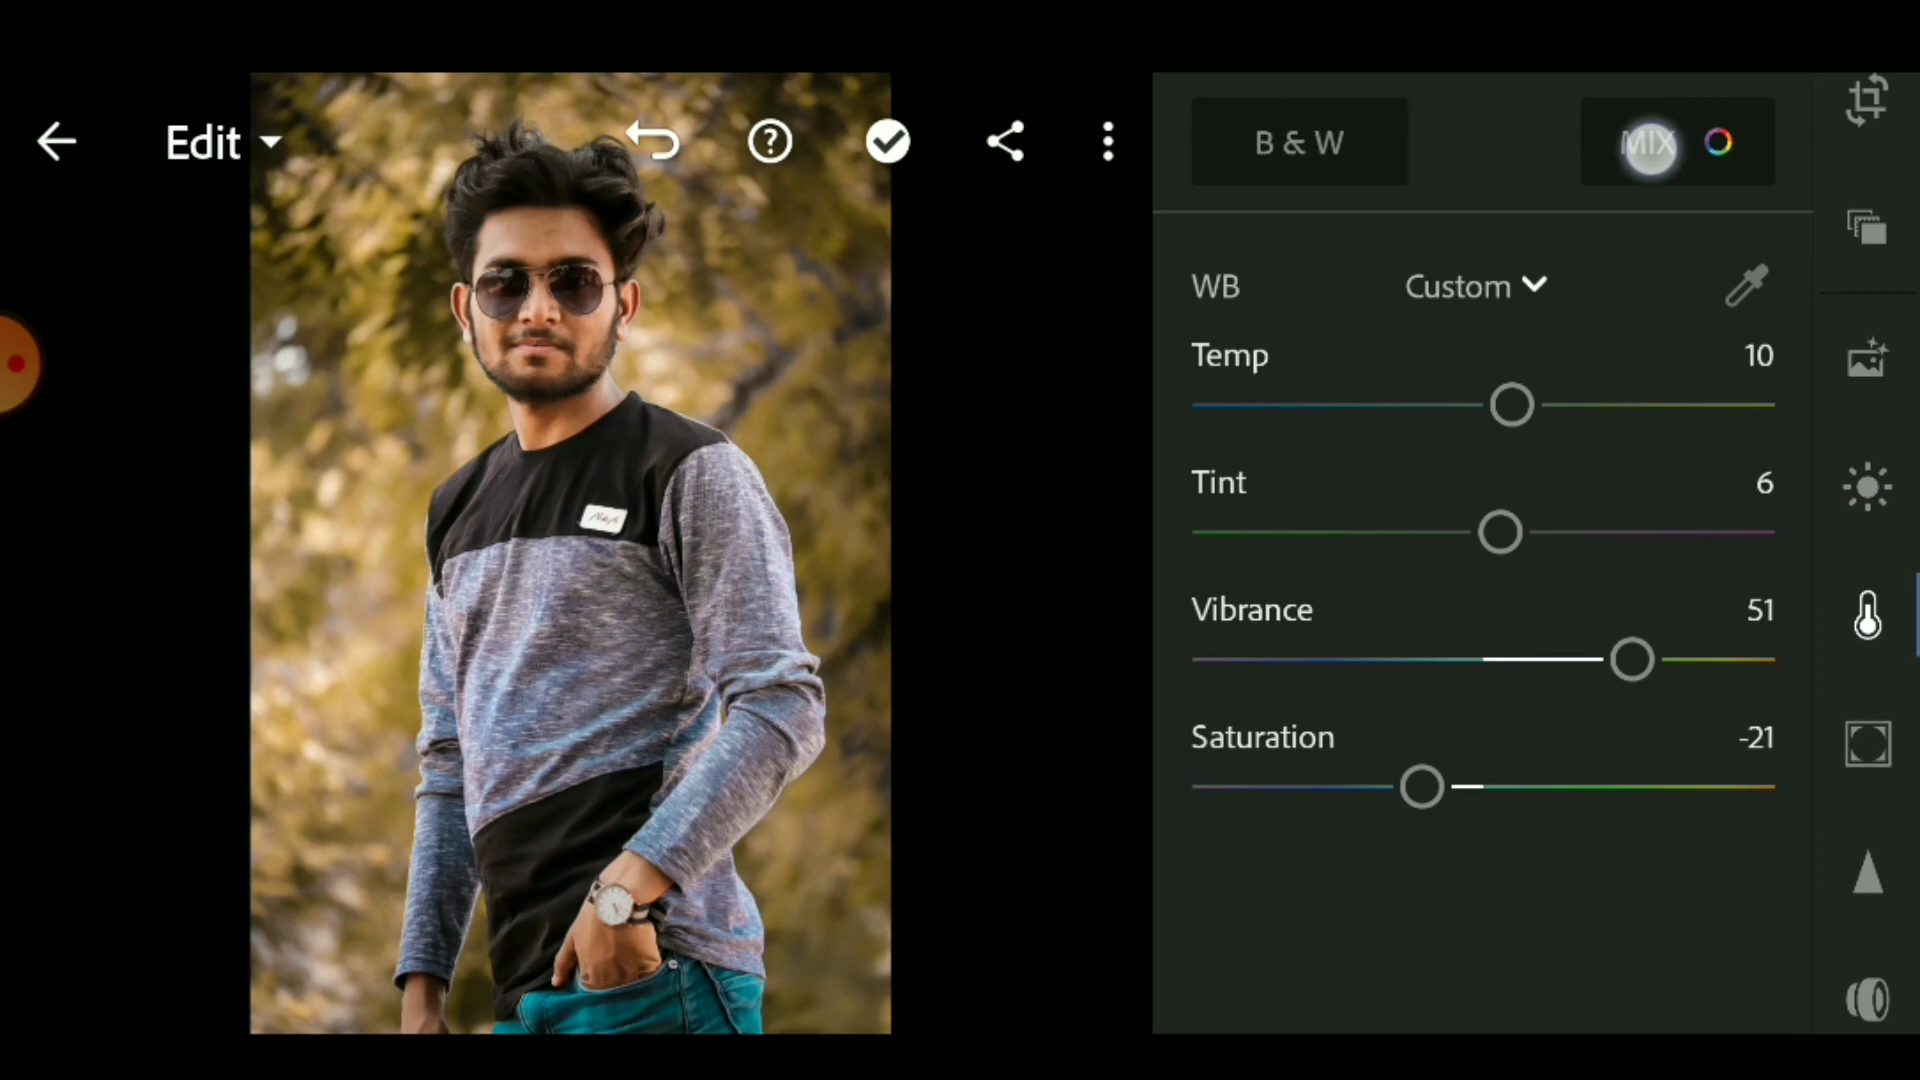 Edit
B & W
MIX
WB
Custom
Temp
10
Tint
6
Vibrance
51
Saturation
-21